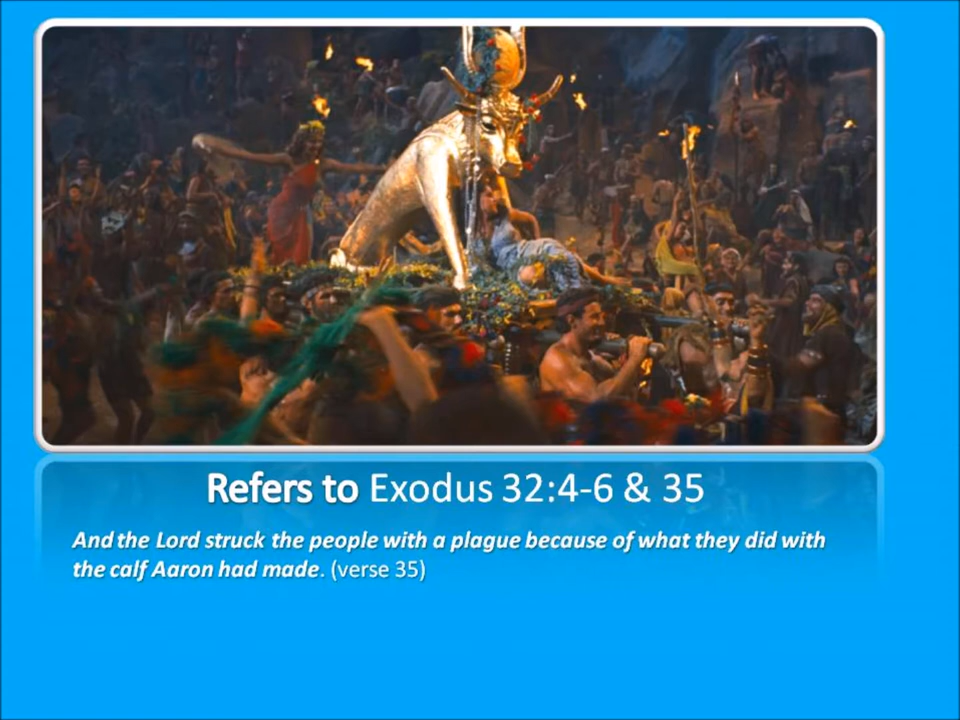 Refers to Exodus 32:4-6 & 35
And the Lord struck the people with a plague because of what they did with
the calf Aaron had made. (verse 35)